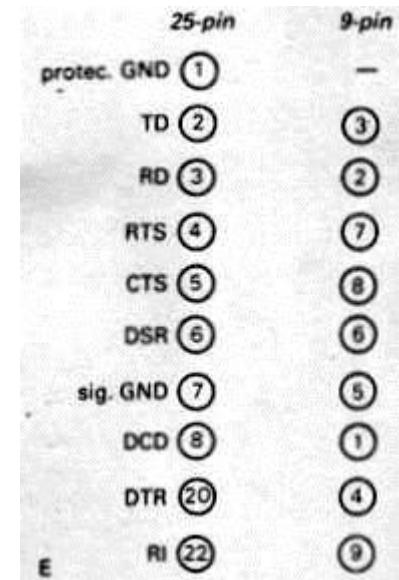 25-pin 9-pin
protec. GND 1 —
TD 2 3
RD 3 2
RTS 4 7
CTS 5 8
DSR 6 6
sig. GND 7 5
DCD 8 1
DTR 20 4
E RI 22 9